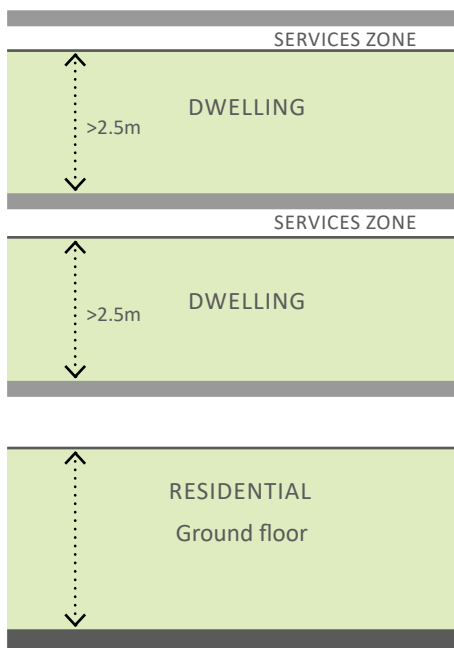 SERVICES ZONE
DWELLING
>2.5m
SERVICES ZONE
DWELLING
>2.5m
RESIDENTIAL
Ground floor